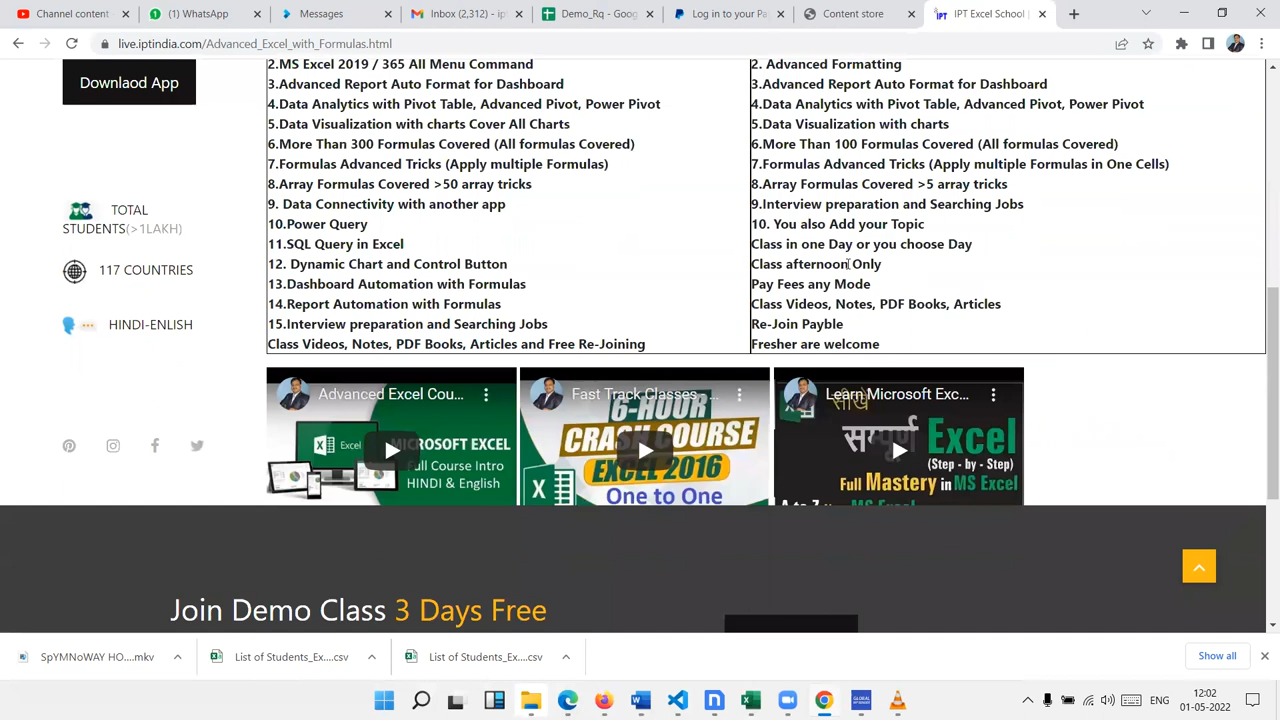 Channel content
(1) WhatsApp
Messages
Inbox (2,312) - ip
Demo_Rq - Goog
Log in to your Pa
Content store
IPT Excel School |
live.iptindia.com/Advanced_Excel_with_Formulas.html
Downlaod App
TOTAL
STUDENTS(>1LAKH)
117 COUNTRIES
HINDI-ENLISH
2.MS Excel 2019 / 365 All Menu Command
3.Advanced Report Auto Format for Dashboard
4.Data Analytics with Pivot Table, Advanced Pivot, Power Pivot
5.Data Visualization with charts Cover All Charts
6.More Than 300 Formulas Covered (All formulas Covered)
7.Formulas Advanced Tricks (Apply multiple Formulas)
8.Array Formulas Covered >50 array tricks
9. Data Connectivity with another app
10.Power Query
11.SQL Query in Excel
12. Dynamic Chart and Control Button
13.Dashboard Automation with Formulas
14.Report Automation with Formulas
15.Interview preparation and Searching Jobs
Class Videos, Notes, PDF Books, Articles and Free Re-Joining
2. Advanced Formatting
3.Advanced Report Auto Format for Dashboard
4.Data Analytics with Pivot Table, Advanced Pivot, Power Pivot
5.Data Visualization with charts
6.More Than 100 Formulas Covered (All formulas Covered)
7.Formulas Advanced Tricks (Apply multiple Formulas in One Cells)
8.Array Formulas Covered >5 array tricks
9.Interview preparation and Searching Jobs
10. You also Add your Topic
Class in one Day or you choose Day
Class afternoon Only
Pay Fees any Mode
Class Videos, Notes, PDF Books, Articles
Re-Join Payble
Fresher are welcome
Advanced Excel Cou...
Excel
MICROSOFT EXCEL
Full Course Intro
HINDI & English
Fast Track Classes - ...
6-HOUR
CRASH COURSE
EXCEL 2016
One to One
Learn Microsoft Exc...
सीखे
सम्पूर्ण Excel
(Step - by - Step)
Full Mastery in MS Excel
Join Demo Class 3 Days Free
SpYMNoWAY HO....mkv
List of Students_Ex....csv
List of Students_Ex....csv
Show all
ENG
12:02
01-05-2022